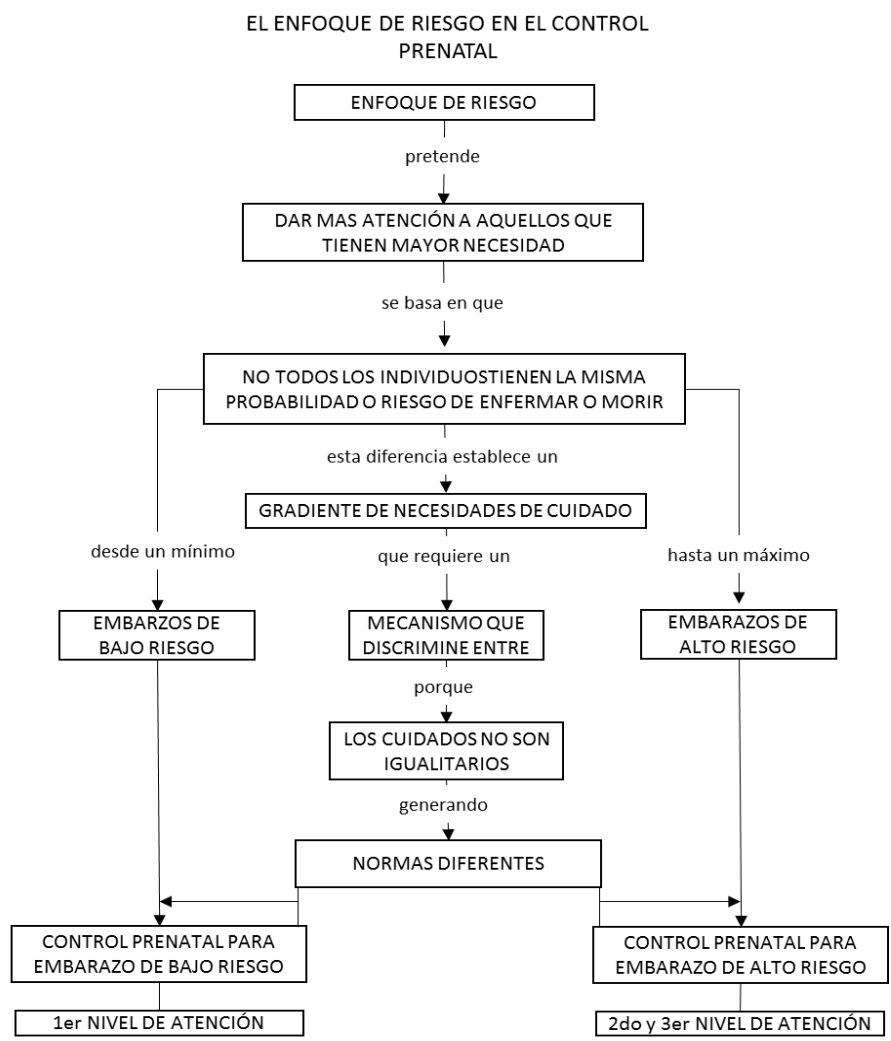 EL ENFOQUE DE RIESGO EN EL CONTROL
PRENATAL
ENFOQUE DE RIESGO
pretende
DAR MAS ATENCIÓN A AQUELLOS QUE
TIENEN MAYOR NECESIDAD
se basa en que
NO TODOS LOS INDIVIDUOSTIENEN LA MISMA
PROBABILIDAD O RIESGO DE ENFERMAR O MORIR
esta diferencia establece un
GRADIENTE DE NECESIDADES DE CUIDADO
desde un mínimo
que requiere un
hasta un máximo
EMBARZOS DE
BAJO RIESGO
MECANISMO QUE
DISCRIMINE ENTRE
EMBARAZOS DE
ALTO RIESGO
porque
LOS CUIDADOS NO SON
IGUALITARIOS
generando
NORMAS DIFERENTES
CONTROL PRENATAL PARA
EMBARAZO DE BAJO RIESGO
CONTROL PRENATAL PARA
EMBARAZO DE ALTO RIESGO
1er NIVEL DE ATENCIÓN
2do y 3er NIVEL DE ATENCIÓN